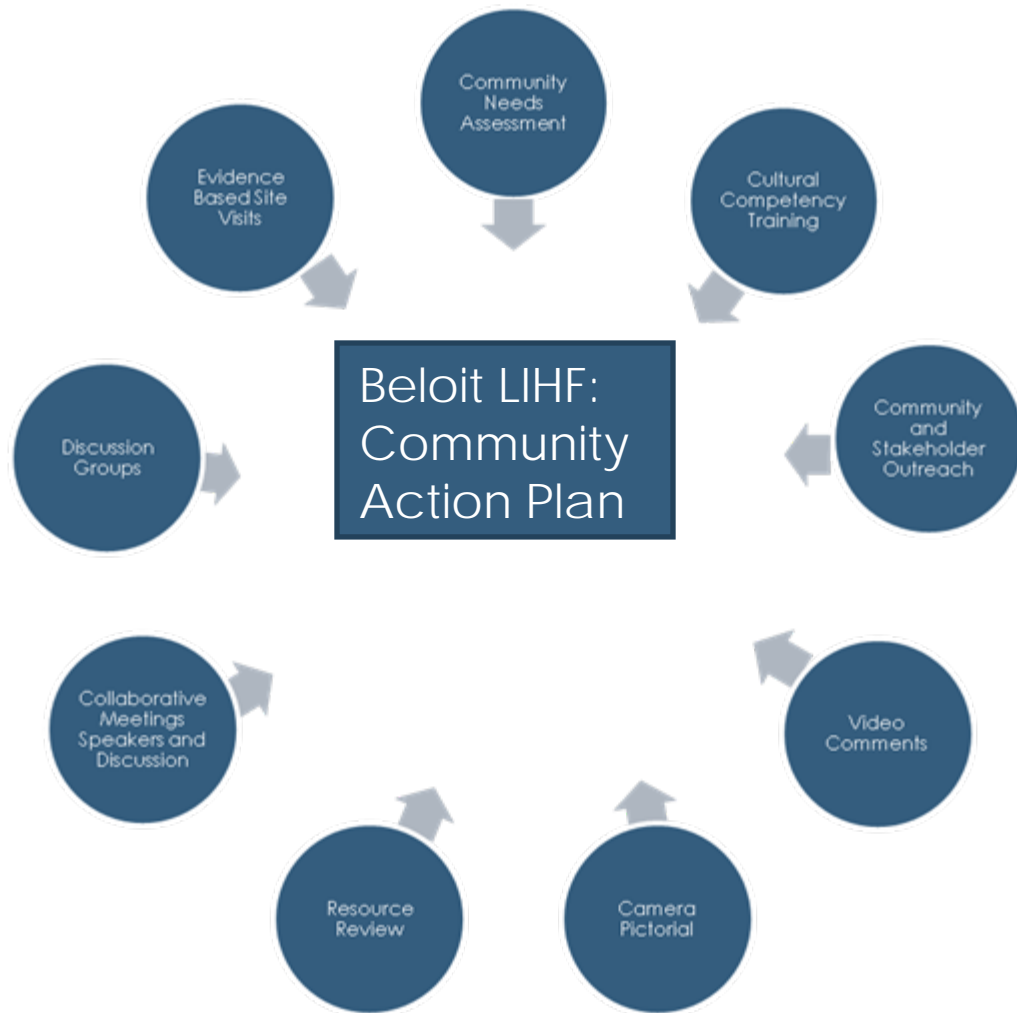 Community
Needs
Assessment
Cultural
Competency
Training
Community
and
Stakeholder
Outreach
Video
Comments
Camera
Pictorial
Resource
Review
Collaborative
Meetings
Speakers and
Discussion
Discussion
Groups
Evidence
Based Site
Visits
Beloit LIHF:
Community
Action Plan